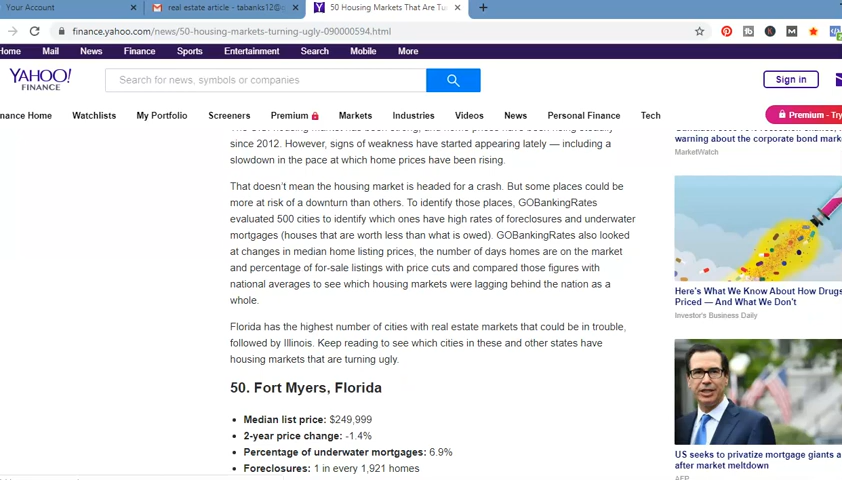 Your Account
real estate article - tabanks12@
50 Housing Markets That Are Tur
finance.yahoo.com/news/50-housing-markets-turning-ugly-090000594.html
Home Mail News Finance Sports Entertainment Search Mobile More
YAHOO!
FINANCE
Search for news, symbols or companies
Sign in
nance Home Watchlists My Portfolio Screeners Premium Markets Industries Videos News Personal Finance Tech
Premium - Try
since 2012. However, signs of weakness have started appearing lately — including a
slowdown in the pace at which home prices have been rising.
That doesn't mean the housing market is headed for a crash. But some places could be
more at risk of a downturn than others. To identify those places, GOBankingRates
evaluated 500 cities to identify which ones have high rates of foreclosures and underwater
mortgages (houses that are worth less than what is owed). GOBankingRates also looked
at changes in median home listing prices, the number of days homes are on the market
and percentage of for-sale listings with price cuts and compared those figures with
national averages to see which housing markets were lagging behind the nation as a
whole.
Florida has the highest number of cities with real estate markets that could be in trouble,
followed by Illinois. Keep reading to see which cities in these and other states have
housing markets that are turning ugly.
50. Fort Myers, Florida
Median list price: $249,999
2-year price change: -1.4%
Percentage of underwater mortgages: 6.9%
Foreclosures: 1 in every 1,921 homes
warning about the corporate bond marke
MarketWatch
Here's What We Know About How Drugs
Priced — And What We Don't
Investor's Business Daily
US seeks to privatize mortgage giants a
after market meltdown
AFP